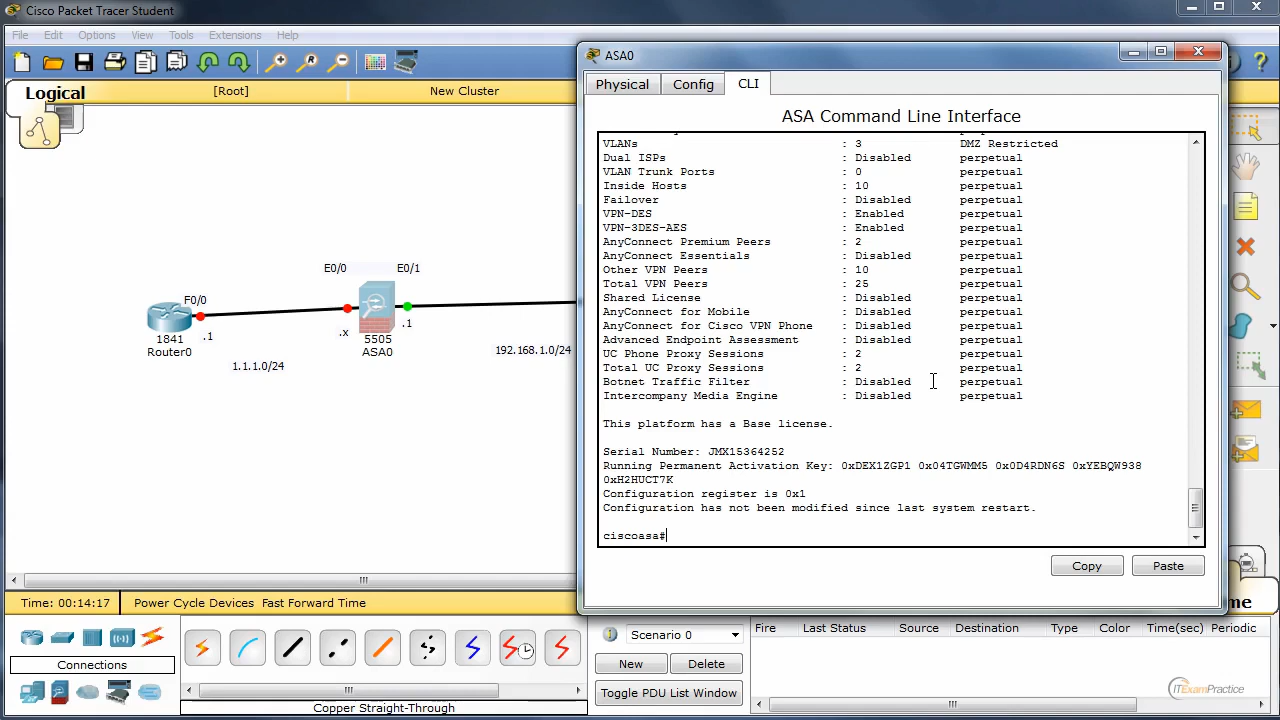 Cisco Packet Tracer Student
File Edit Options View Tools Extensions Help
Logical [Root] New Cluster
E0/0 E0/1
F0/0
.1 .x .1
1841 5505
Router0 ASA0
1.1.1.0/24 192.168.1.0/24
ASA0
Physical Config CLI
ASA Command Line Interface
VLANs : 3 DMZ Restricted
Dual ISPs : Disabled perpetual
VLAN Trunk Ports : 0 perpetual
Inside Hosts : 10 perpetual
Failover : Disabled perpetual
VPN-DES : Enabled perpetual
VPN-3DES-AES : Enabled perpetual
AnyConnect Premium Peers : 2 perpetual
AnyConnect Essentials : Disabled perpetual
Other VPN Peers : 10 perpetual
Total VPN Peers : 25 perpetual
Shared License : Disabled perpetual
AnyConnect for Mobile : Disabled perpetual
AnyConnect for Cisco VPN Phone : Disabled perpetual
Advanced Endpoint Assessment : Disabled perpetual
UC Phone Proxy Sessions : 2 perpetual
Total UC Proxy Sessions : 2 perpetual
Botnet Traffic Filter : Disabled perpetual
Intercompany Media Engine : Disabled perpetual
This platform has a Base license.
Serial Number: JMX15364252
Running Permanent Activation Key: 0xDEX1ZGP1 0x04TGWMM5 0x0D4RDN6S 0xYEBQW938
0xH2HUCT7K
Configuration register is 0x1
Configuration has not been modified since last system restart.
ciscoasa#
Copy Paste
Time: 00:14:17 Power Cycle Devices Fast Forward Time
Connections
Copper Straight-Through
Scenario 0
New Delete
Toggle PDU List Window
Fire Last Status Source Destination Type Color Time(sec) Periodic
ITExamPractice